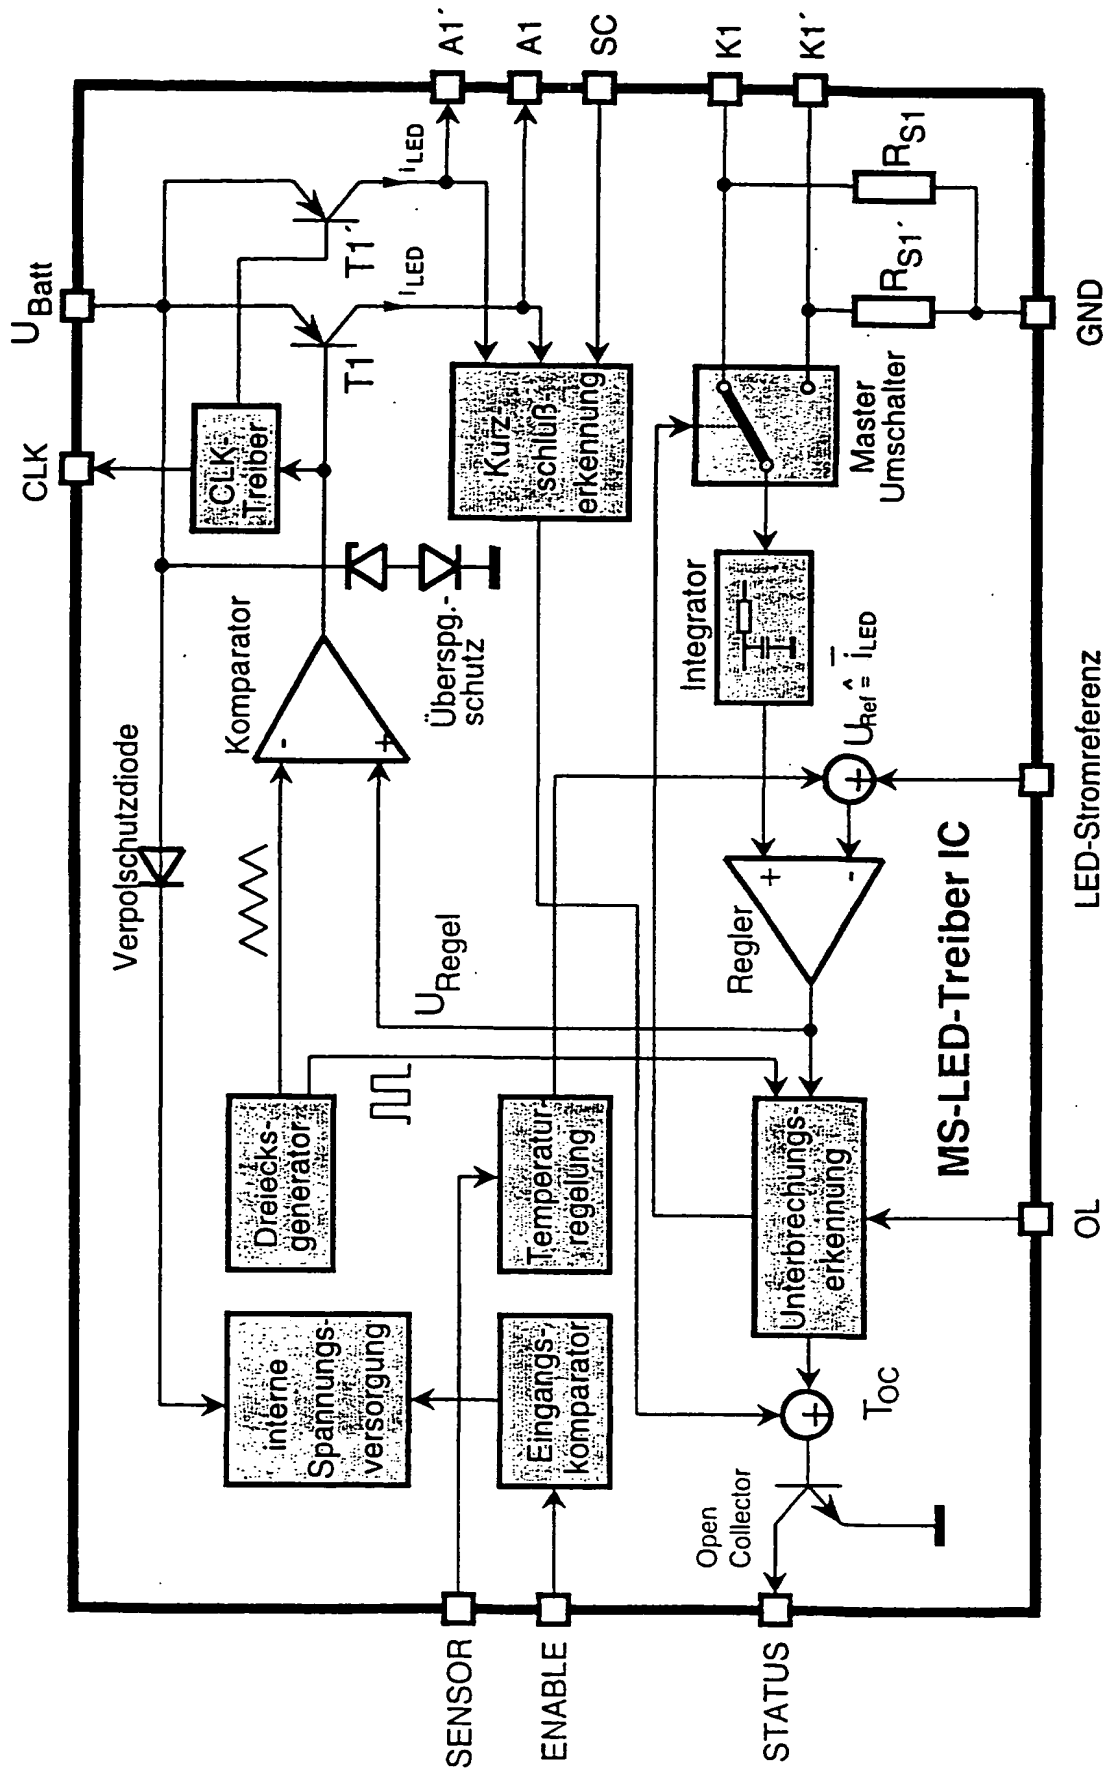 U_Batt
CLK
A1´
A1
SC
K1
K1´
SENSOR
ENABLE
STATUS
OL
LED-Stromreferenz
GND
Verpolschutzdiode
interne
Spannungs-
versorgung
Dreiecks-
generator
Komparator
-
+
CLK-
Treiber
T1
T1´
i_LED
i_LED
Überspg.-
schutz
U_Regel
Eingangs-
komparator
Temperatur-
regelung
Kurz-
schluß-
erkennung
Open
Collector
T_OC
+
Unterbrechungs-
erkennung
Regler
+
-
+
U_Ref ≙ i̅_LED
Integrator
Master
Umschalter
R_S1´
R_S1
MS-LED-Treiber IC